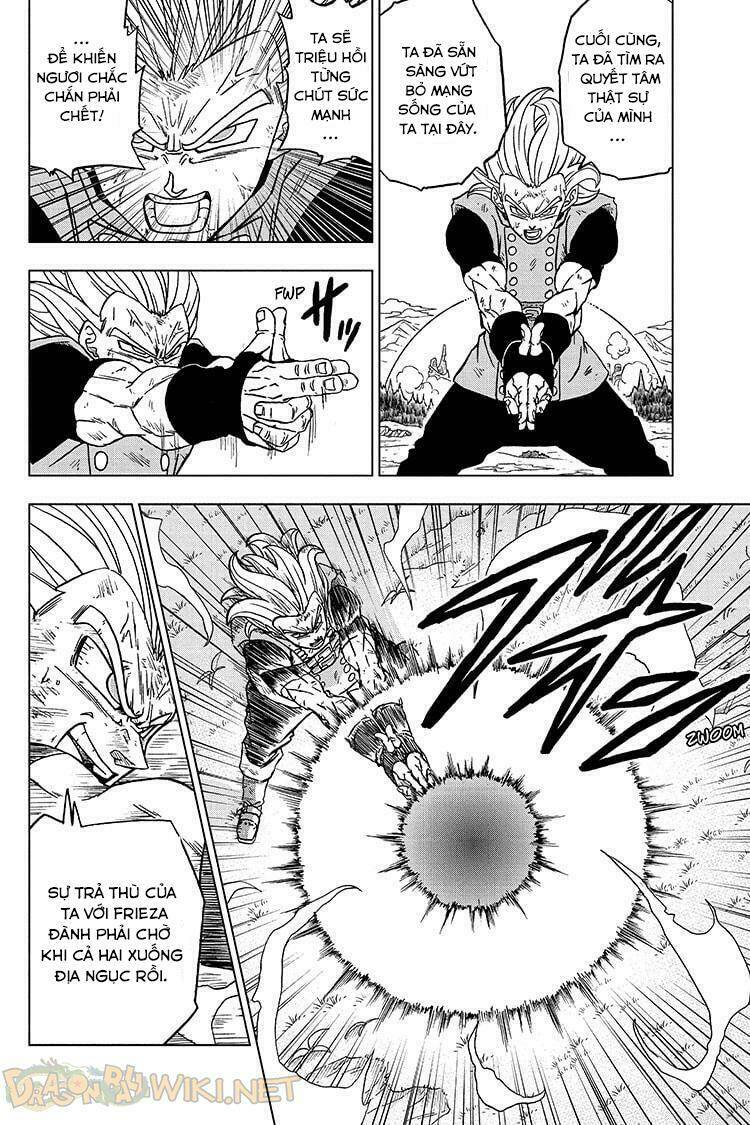 CUỐI CÙNG,
TA ĐÃ TÌM RA
QUYẾT TÂM
THẬT SỰ
CỦA MÌNH
...
TA ĐÃ SẴN
SÀNG VỨT
BỎ MẠNG
SỐNG CỦA
TA TẠI ĐÂY.
TA SẼ
TRIỆU HỒI
TỪNG
CHÚT SỨC
MẠNH
...
...
ĐỂ KHIẾN
NGƯƠI CHẮC
CHẮN PHẢI
CHẾT!
FWP
ZWOOM
SỰ TRẢ THÙ CỦA
TA VỚI FRIEZA
ĐÀNH PHẢI CHỜ
KHI CẢ HAI XUỐNG
ĐỊA NGỤC RỒI.
DRAGON BALL WIKI.NET